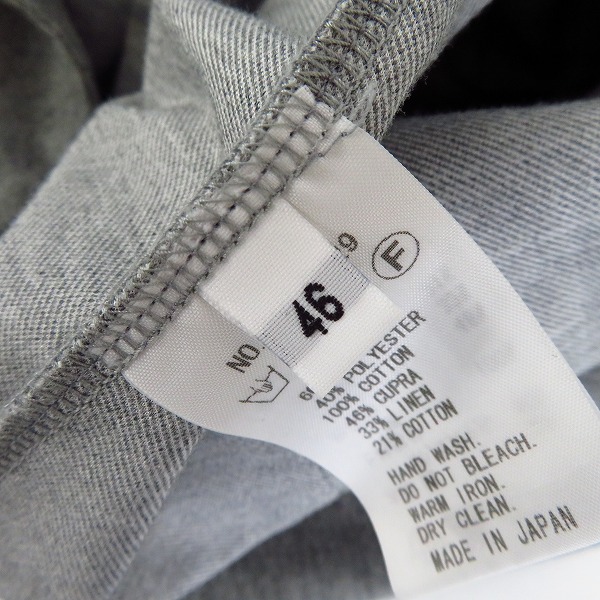 NO. 9
46
F
40% POLYESTER
100% COTTON
46% CUPRA
33% LINEN
21% COTTON
HAND WASH.
DO NOT BLEACH.
WARM IRON.
DRY CLEAN.
MADE IN JAPAN